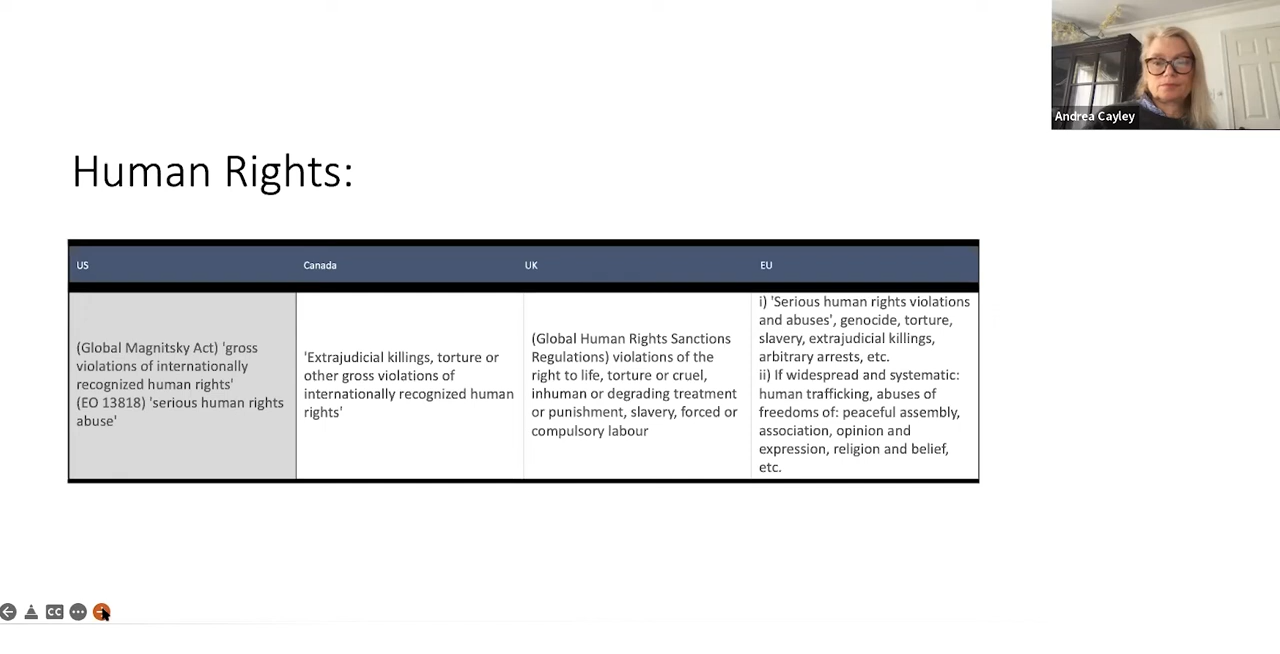 Andrea Cayley
Human Rights:
US
Canada
UK
EU
(Global Magnitsky Act) 'gross
violations of internationally
recognized human rights'
(EO 13818) 'serious human rights
abuse'
'Extrajudicial killings, torture or
other gross violations of
internationally recognized human
rights'
(Global Human Rights Sanctions
Regulations) violations of the
right to life, torture or cruel,
inhuman or degrading treatment
or punishment, slavery, forced or
compulsory labour
i) 'Serious human rights violations
and abuses', genocide, torture,
slavery, extrajudicial killings,
arbitrary arrests, etc.
ii) If widespread and systematic:
human trafficking, abuses of
freedoms of: peaceful assembly,
association, opinion and
expression, religion and belief,
etc.
CC